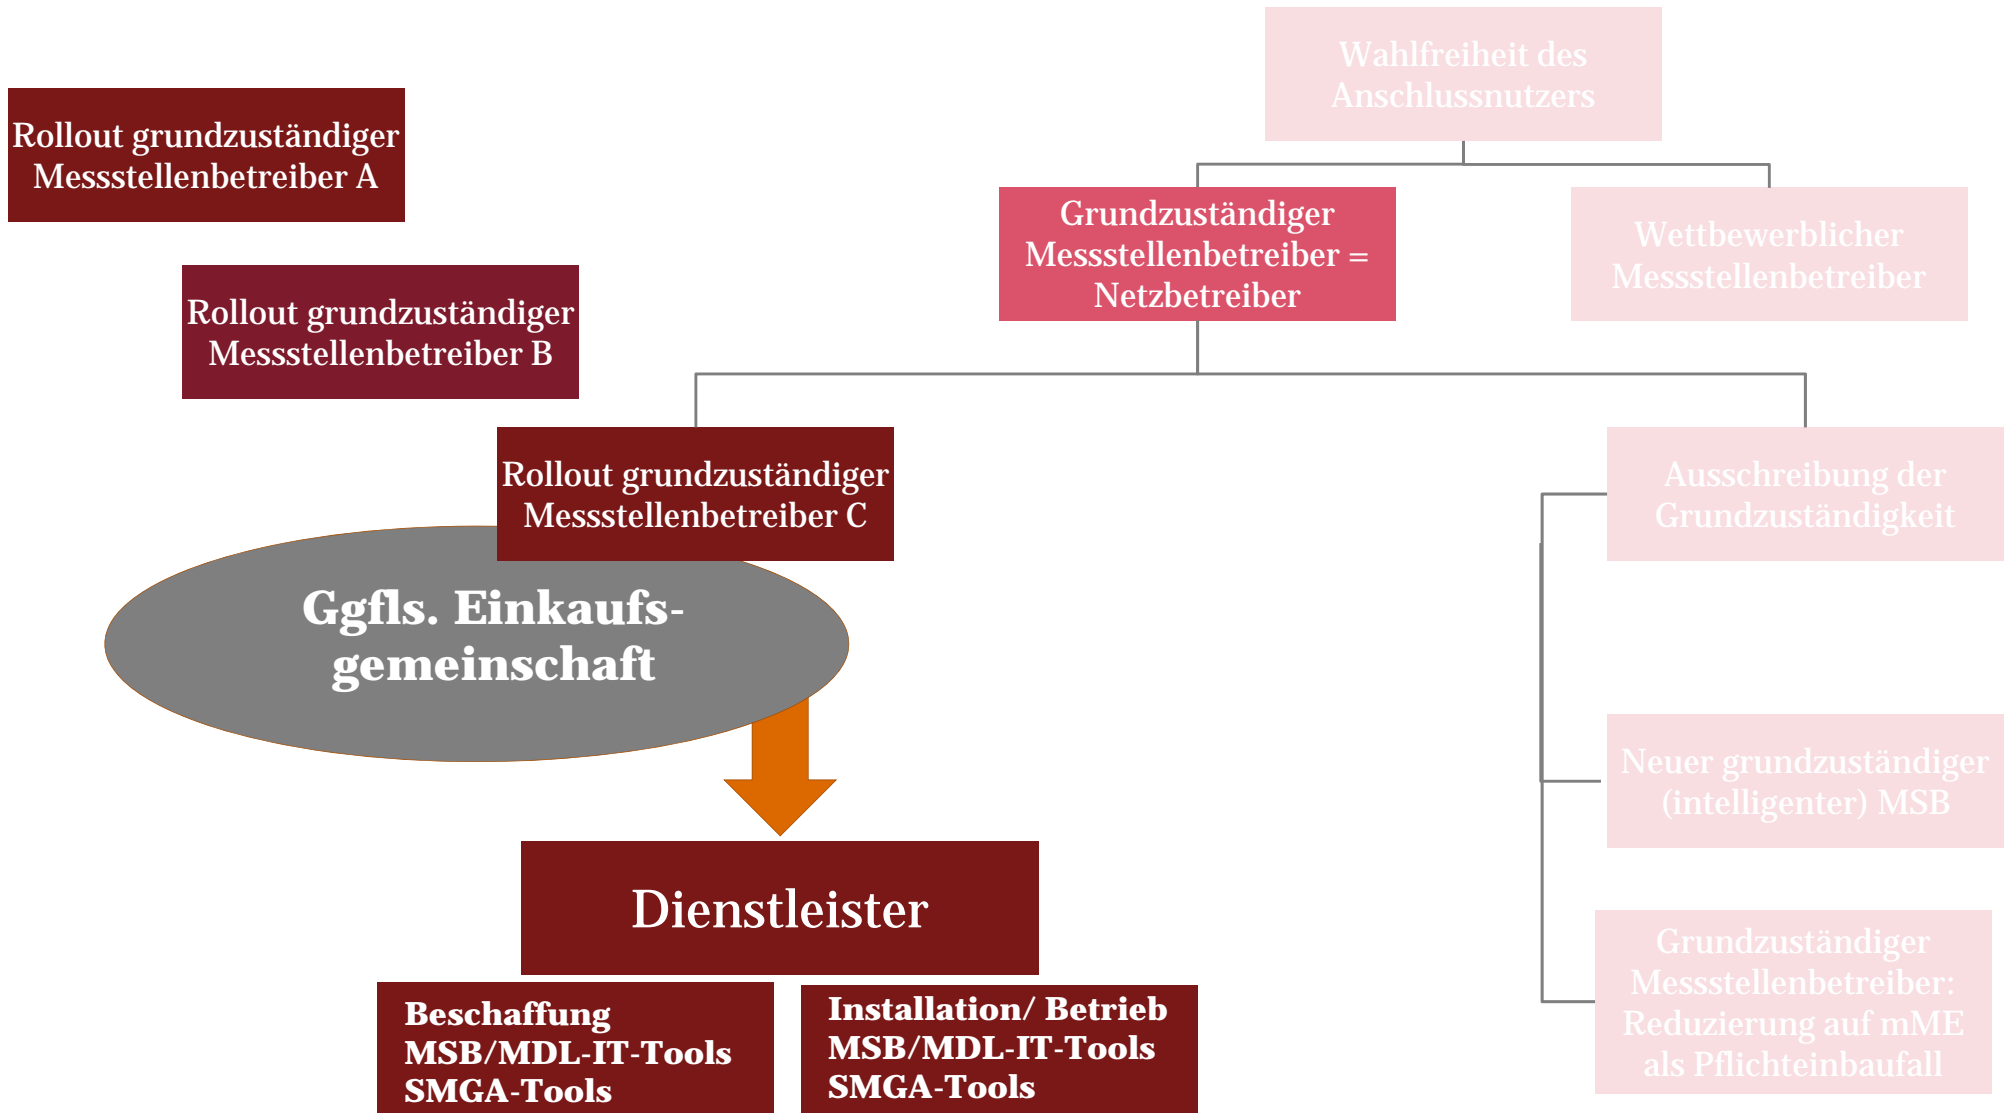 Wahlfreiheit des
Anschlussnutzers
Rollout grundzuständiger
Messstellenbetreiber A
Grundzuständiger
Messstellenbetreiber =
Netzbetreiber
Wettbewerblicher
Messstellenbetreiber
Rollout grundzuständiger
Messstellenbetreiber B
Rollout grundzuständiger
Messstellenbetreiber C
Ausschreibung der
Grundzuständigkeit
Ggfls. Einkaufs-
gemeinschaft
Neuer grundzuständiger
(intelligenter) MSB
Dienstleister
Beschaffung
MSB/MDL-IT-Tools
SMGA-Tools
Installation/ Betrieb
MSB/MDL-IT-Tools
SMGA-Tools
Grundzuständiger
Messstellenbetreiber:
Reduzierung auf mME
als Pflichteinbaufall